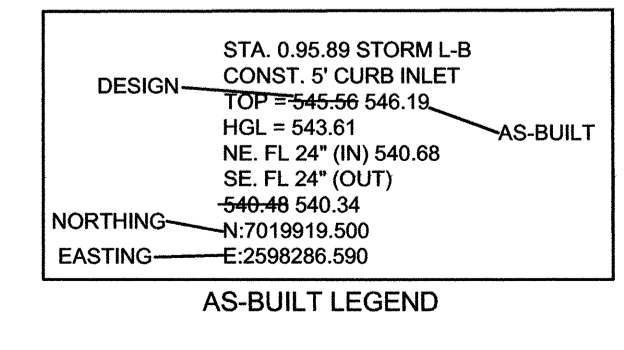 STA. 0.95.89 STORM L-B
CONST. 5' CURB INLET
DESIGN
TOP = 545.56 546.19
AS-BUILT
HGL = 543.61
NE. FL 24" (IN) 540.68
SE. FL 24" (OUT)
540.48 540.34
NORTHING
N:7019919.500
EASTING
E:2598286.590
AS-BUILT LEGEND